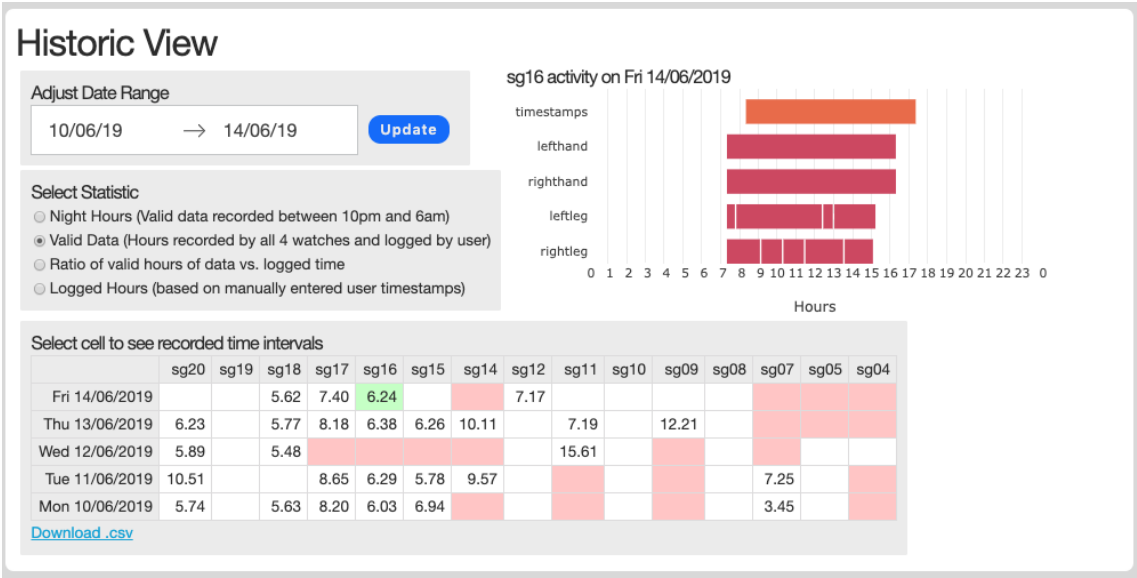 Historic View
Adjust Date Range
10/06/19 → 14/06/19
Update
Select Statistic
Night Hours (Valid data recorded between 10pm and 6am)
Valid Data (Hours recorded by all 4 watches and logged by user)
Ratio of valid hours of data vs. logged time
Logged Hours (based on manually entered user timestamps)
sg16 activity on Fri 14/06/2019
timestamps
lefthand
righthand
leftleg
rightleg
0 1 2 3 4 5 6 7 8 9 10 11 12 13 14 15 16 17 18 19 20 21 22 23 0
Hours
Select cell to see recorded time intervals
sg20 sg19 sg18 sg17 sg16 sg15 sg14 sg12 sg11 sg10 sg09 sg08 sg07 sg05 sg04
Fri 14/06/2019 5.62 7.40 6.24 7.17
Thu 13/06/2019 6.23 5.77 8.18 6.38 6.26 10.11 7.19 12.21
Wed 12/06/2019 5.89 5.48 15.61
Tue 11/06/2019 10.51 8.65 6.29 5.78 9.57 7.25
Mon 10/06/2019 5.74 5.63 8.20 6.03 6.94 3.45
Download .csv